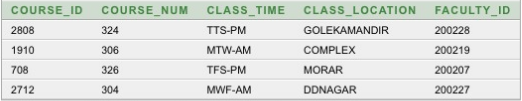 COURSE_ID CLASS_NUM CLASS_TIME CLASS_LOCATION FACULTY_ID
2808 324 TTS-PM GOLEKAMANDIR 200228
1910 306 MTW-AM COMPLEX 200219
708 326 TFS-PM MORAR 200207
2712 304 MWF-AM DDNAGAR 200227